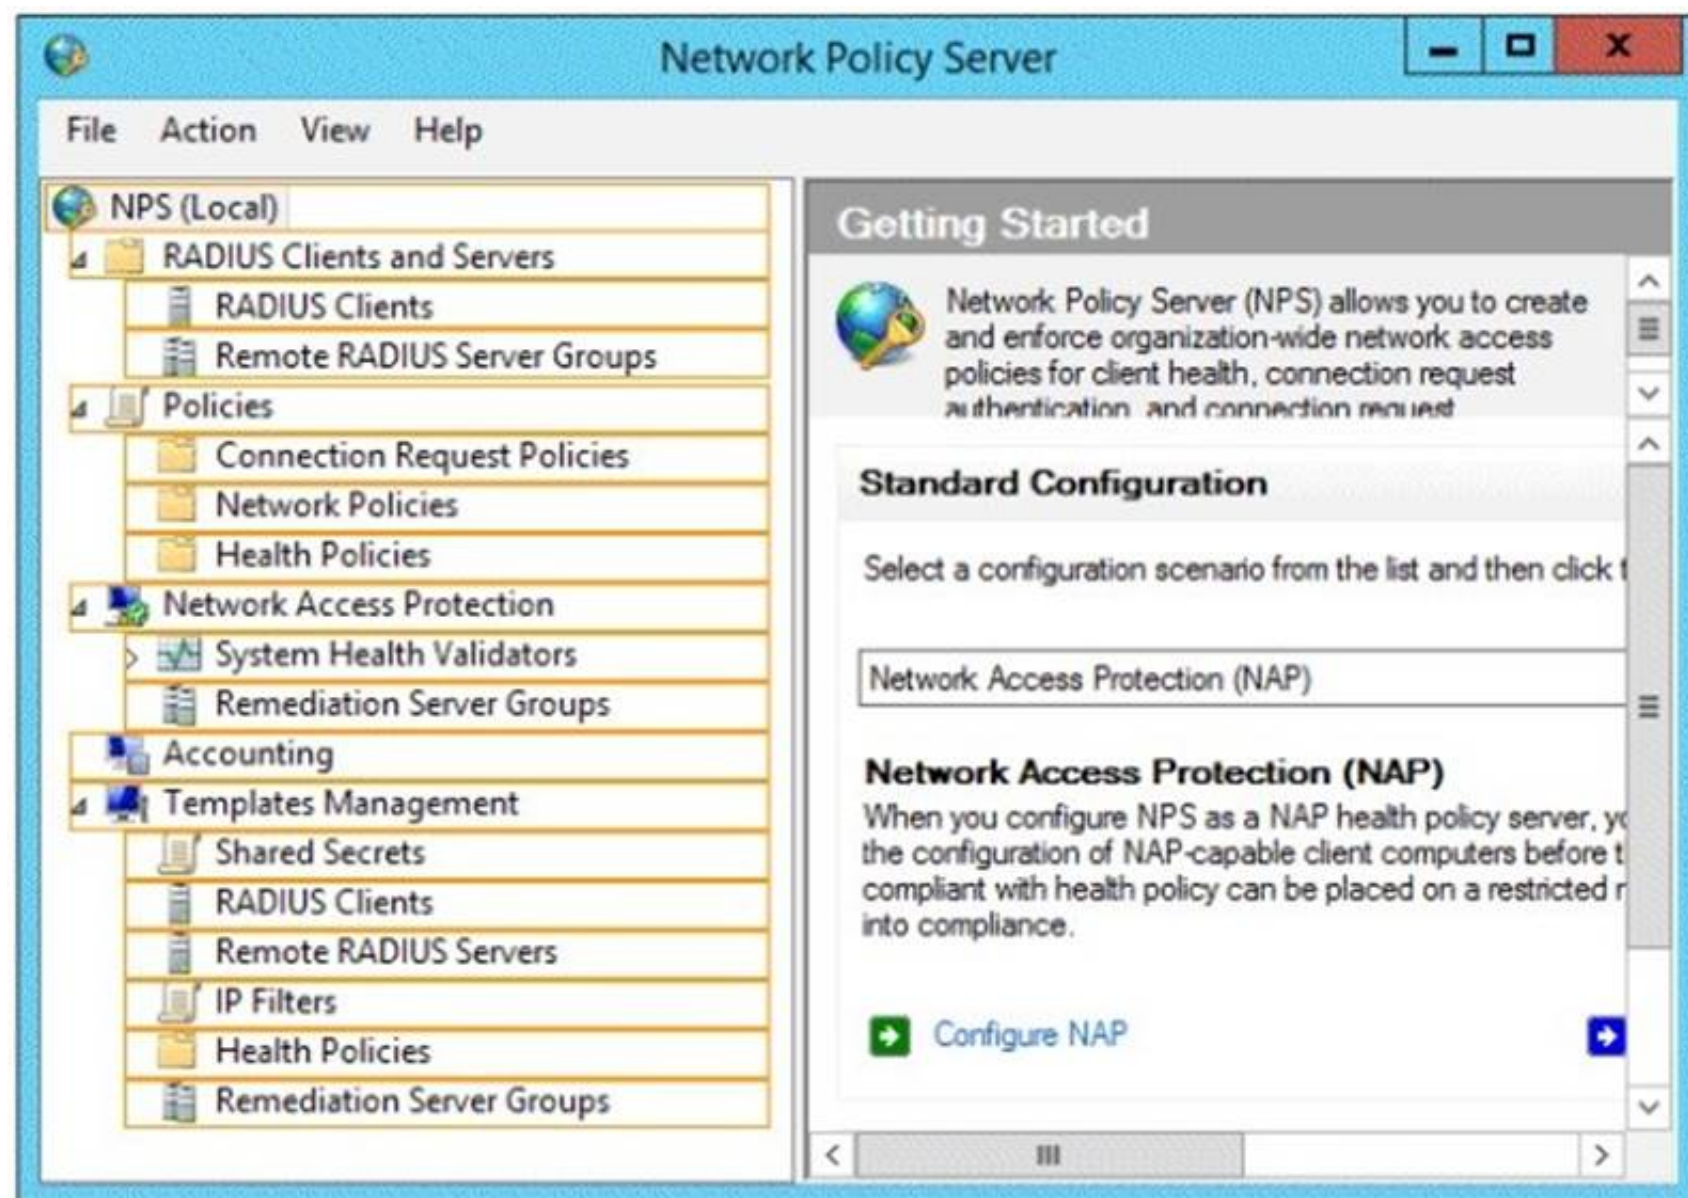 Network Policy Server
File Action View Help
NPS (Local)
RADIUS Clients and Servers
RADIUS Clients
Remote RADIUS Server Groups
Policies
Connection Request Policies
Network Policies
Health Policies
Network Access Protection
System Health Validators
Remediation Server Groups
Accounting
Templates Management
Shared Secrets
RADIUS Clients
Remote RADIUS Servers
IP Filters
Health Policies
Remediation Server Groups
Getting Started
Network Policy Server (NPS) allows you to create
and enforce organization-wide network access
policies for client health, connection request
authentication, and connection request
Standard Configuration
Select a configuration scenario from the list and then click
Network Access Protection (NAP)
Network Access Protection (NAP)
When you configure NPS as a NAP health policy server,
the configuration of NAP-capable client computers before
compliant with health policy can be placed on a restricted
into compliance.
Configure NAP